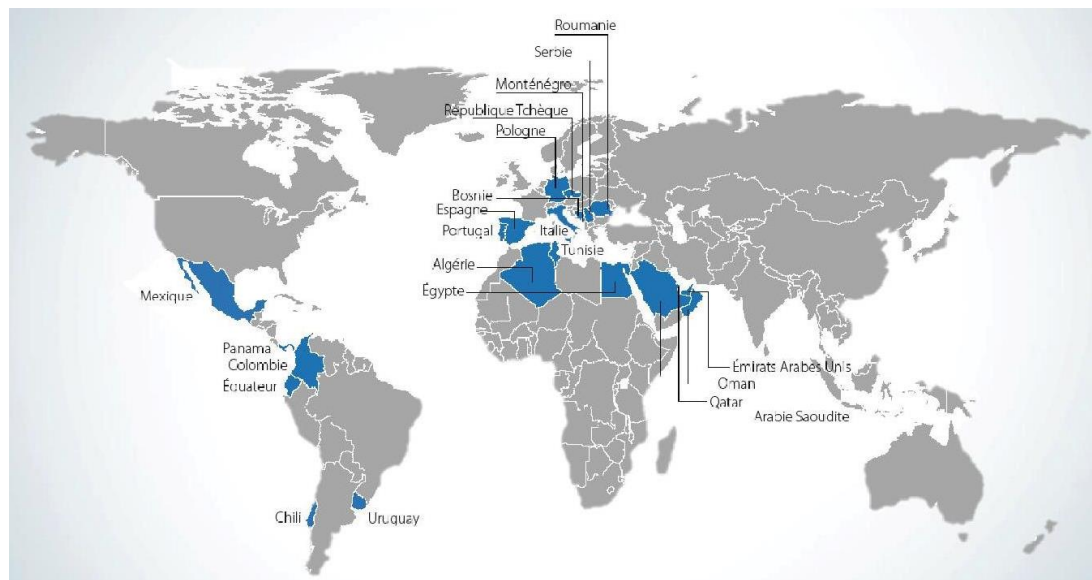 Roumanie
Serbie
Monténégro
République Tchèque
Pologne
Bosnie
Espagne
Portugal
Italie
Tunisie
Algérie
Égypte
Mexique
Panama
Colombie
Équateur
Émirats Arabes Unis
Oman
Qatar
Arabie Saoudite
Chili
Uruguay